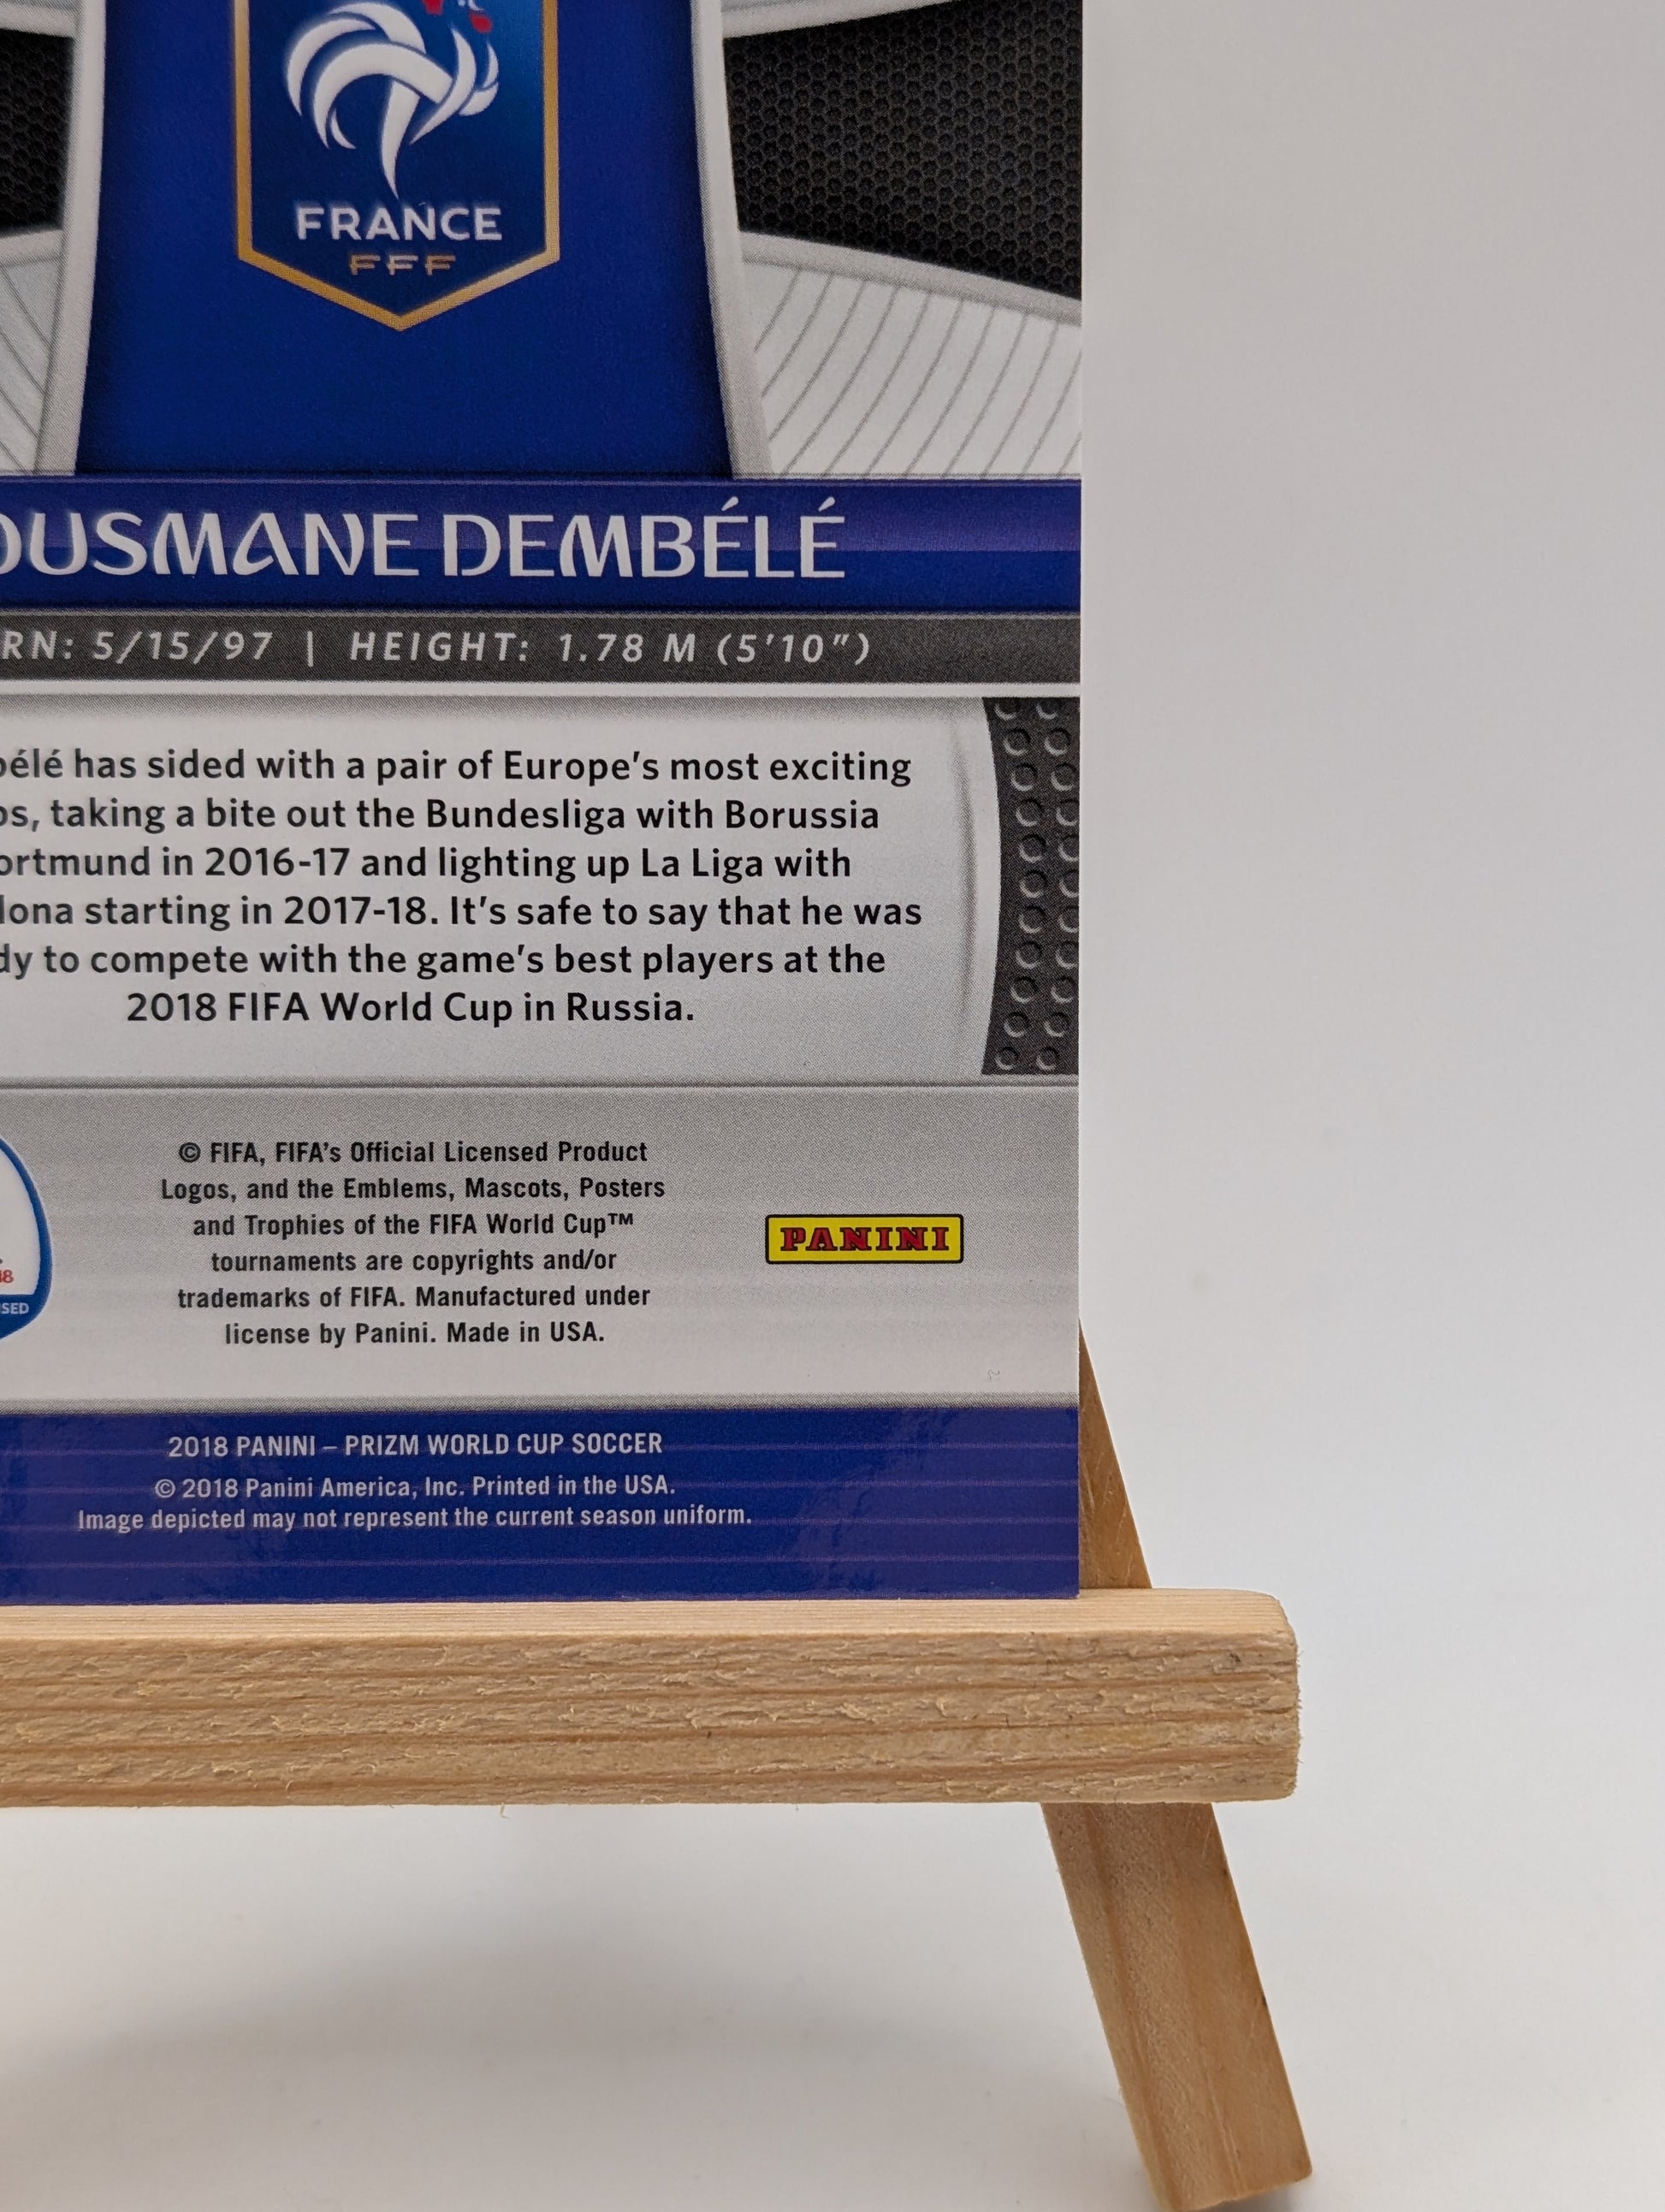 FRANCE
FFF
OUSMANE DEMBÉLÉ
RN: 5/15/97 | HEIGHT: 1.78 M (5'10")
bélé has sided with a pair of Europe's most exciting
bs, taking a bite out the Bundesliga with Borussia
ortmund in 2016-17 and lighting up La Liga with
lona starting in 2017-18. It's safe to say that he was
dy to compete with the game's best players at the
2018 FIFA World Cup in Russia.
© FIFA, FIFA's Official Licensed Product
Logos, and the Emblems, Mascots, Posters
and Trophies of the FIFA World Cup™
tournaments are copyrights and/or
trademarks of FIFA. Manufactured under
license by Panini. Made in USA.
18
SED
PANINI
2018 PANINI – PRIZM WORLD CUP SOCCER
© 2018 Panini America, Inc. Printed in the USA.
Image depicted may not represent the current season uniform.